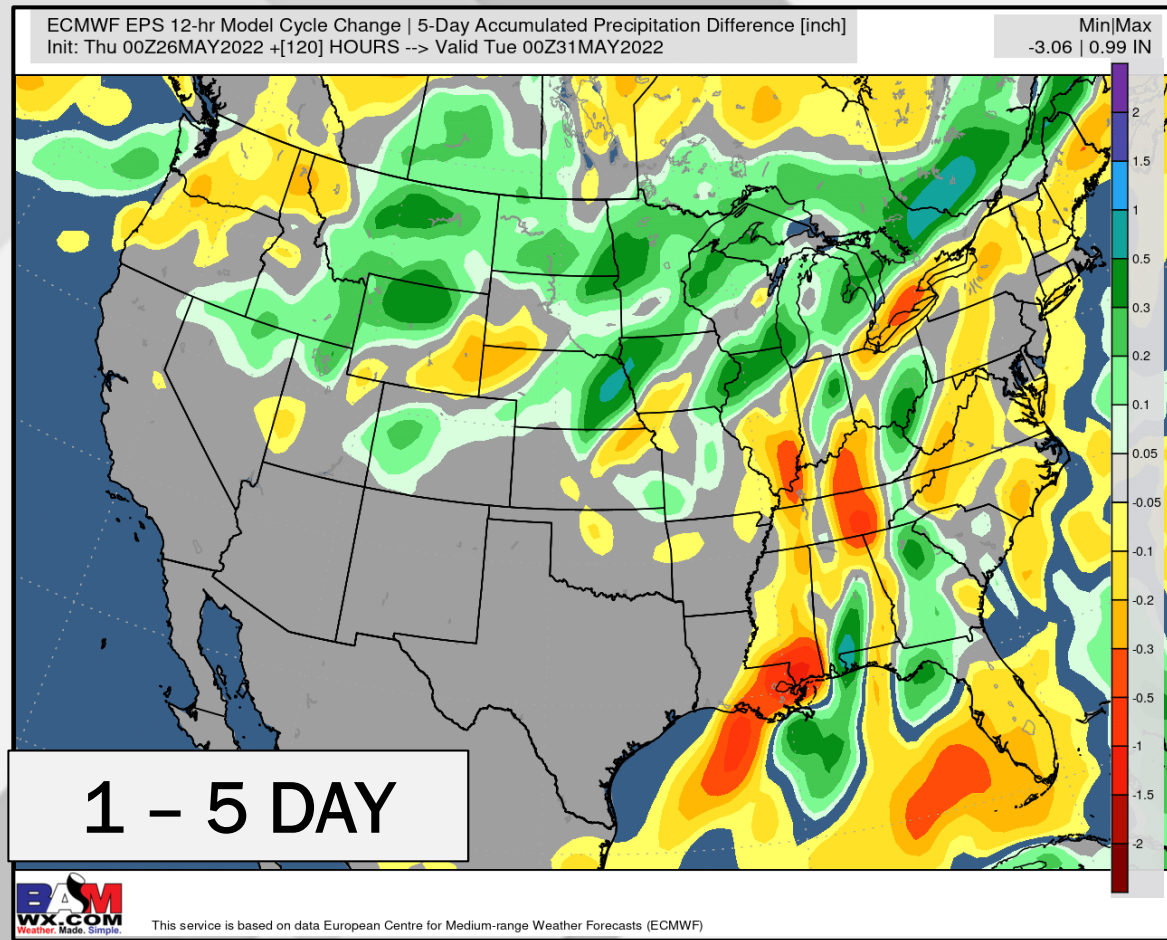 ECMWF EPS 12-hr Model Cycle Change | 5-Day Accumulated Precipitation Difference [inch]
Init: Thu 00Z26MAY2022 +[120] HOURS --> Valid Tue 00Z31MAY2022
Min|Max
-3.06 | 0.99 IN
2
1.5
1
0.5
0.3
0.2
0.1
0.05
-0.05
-0.1
-0.2
-0.3
-0.5
-1
-1.5
-2
1 – 5 DAY
BAM
WX.COM
Weather. Made. Simple.
This service is based on data European Centre for Medium-range Weather Forecasts (ECMWF)